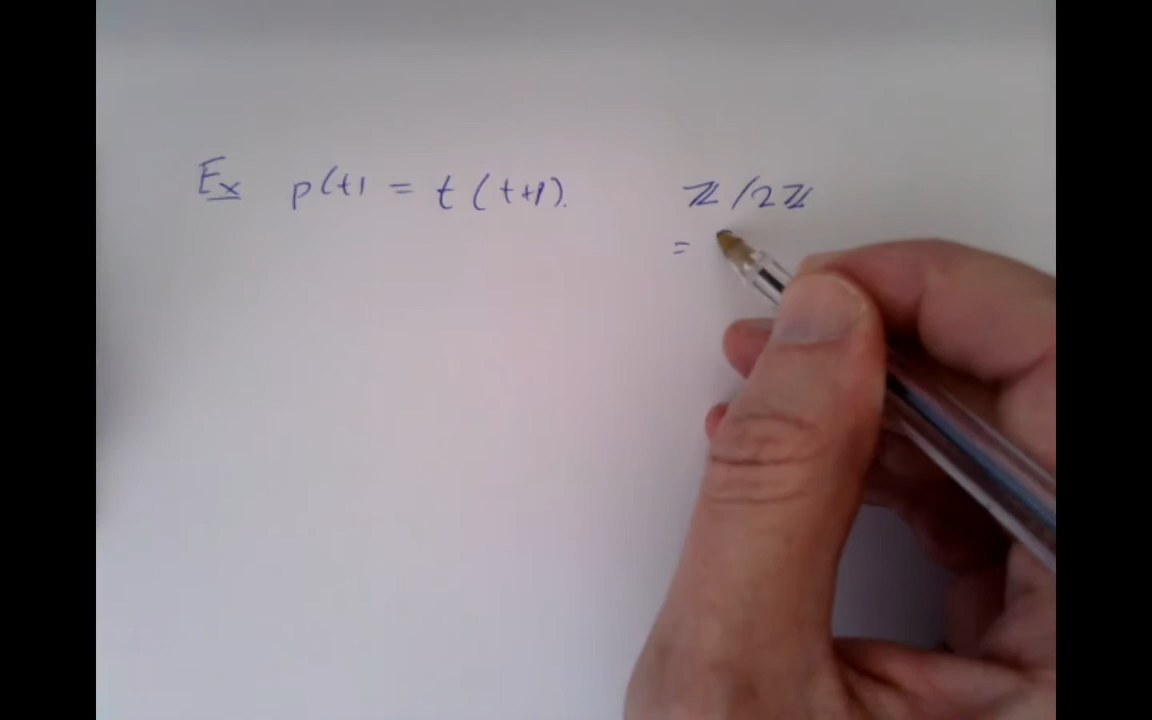 Ex p(t) = t (t+1). ℤ/2ℤ
=